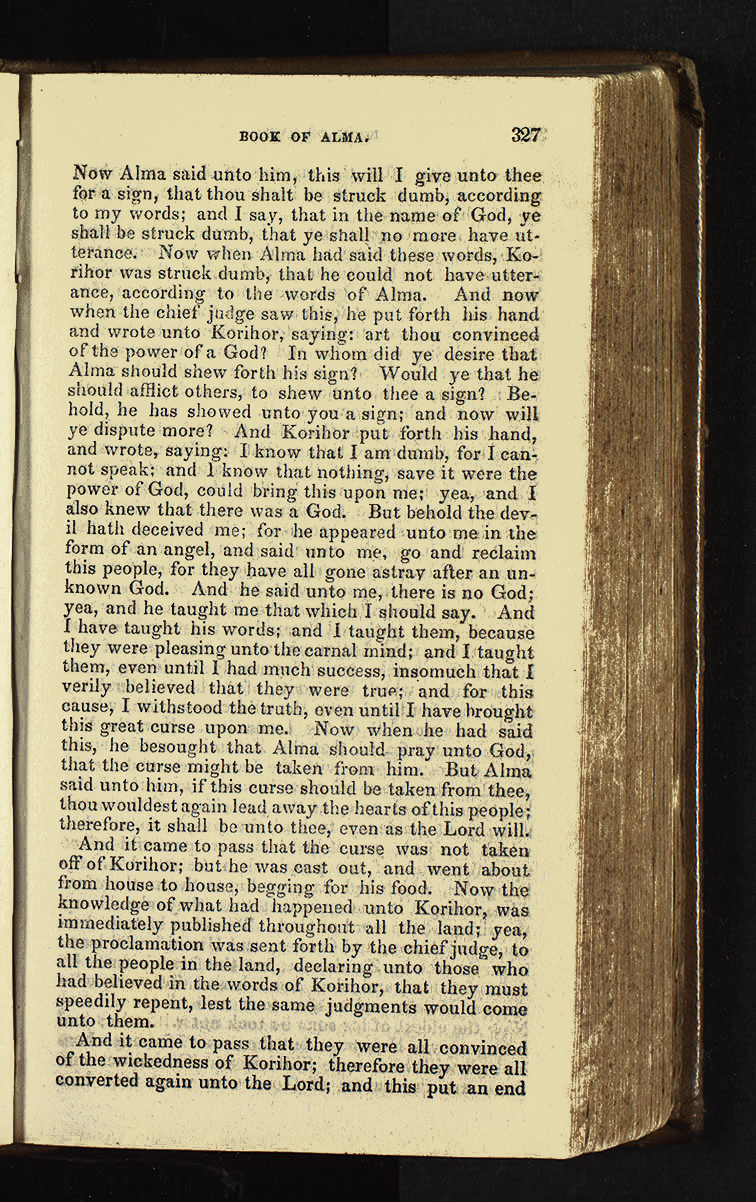 BOOK OF ALMA. 327
Now Alma said unto him, this will I give unto thee
for a sign, that thou shalt be struck dumb, according
to my words; and I say, that in the name of God, ye
shall be struck dumb, that ye shall no more have ut-
terance. Now when Alma had said these words, Ko-
rihor was struck dumb, that he could not have utter-
ance, according to the words of Alma. And now
when the chief judge saw this, he put forth his hand
and wrote unto Korihor, saying: art thou convinced
of the power of a God? In whom did ye desire that
Alma should shew forth his sign? Would ye that he
should afflict others, to shew unto thee a sign? Be-
hold, he has showed unto you a sign; and now will
ye dispute more? And Korihor put forth his hand,
and wrote, saying: I know that I am dumb, for I can-
not speak: and I know that nothing, save it were the
power of God, could bring this upon me; yea, and I
also knew that there was a God. But behold the dev-
il hath deceived me; for he appeared unto me in the
form of an angel, and said unto me, go and reclaim
this people, for they have all gone astray after an un-
known God. And he said unto me, there is no God;
yea, and he taught me that which I should say. And
I have taught his words; and I taught them, because
they were pleasing unto the carnal mind; and I taught
them, even until I had much success, insomuch that I
verily believed that they were true; and for this
cause, I withstood the truth, even until I have brought
this great curse upon me. Now when he had said
this, he besought that Alma should pray unto God,
that the curse might be taken from him. But Alma
said unto him, if this curse should be taken from thee,
thou wouldest again lead away the hearts of this people;
therefore, it shall be unto thee, even as the Lord will.
And it came to pass that the curse was not taken
off of Korihor; but he was cast out, and went about
from house to house, begging for his food. Now the
knowledge of what had happened unto Korihor, was
immediately published throughout all the land; yea,
the proclamation was sent forth by the chief judge, to
all the people in the land, declaring unto those who
had believed in the words of Korihor, that they must
speedily repent, lest the same judgments would come
unto them.
And it came to pass that they were all convinced
of the wickedness of Korihor; therefore they were all
converted again unto the Lord; and this put an end